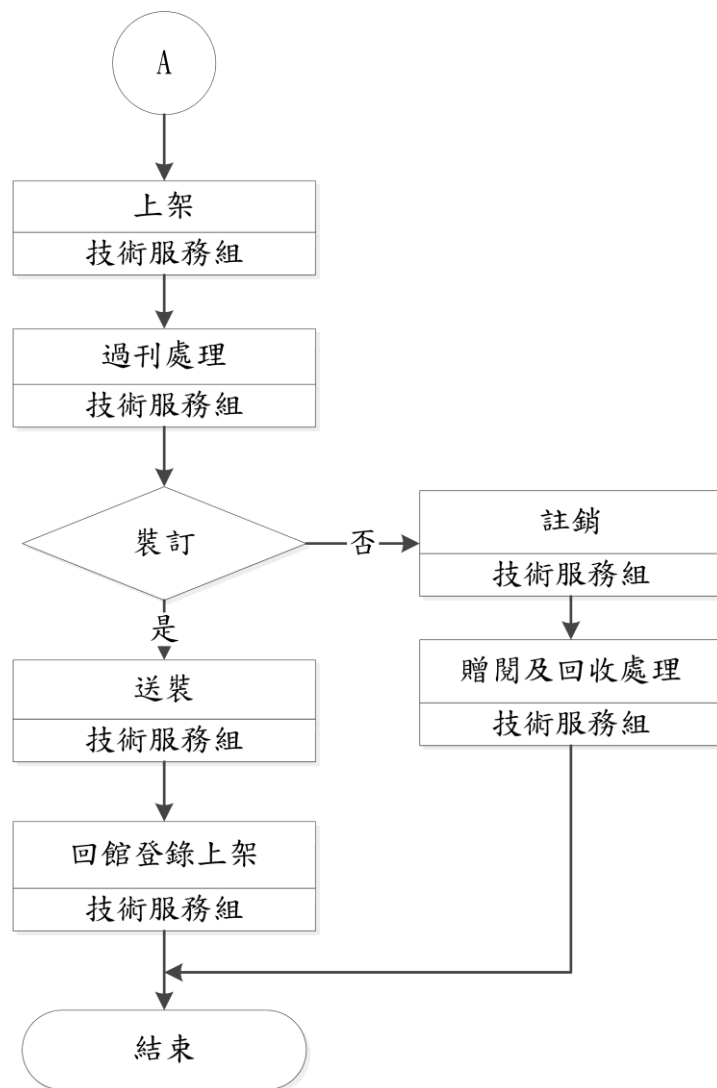 A
上架
技術服務組
過刊處理
技術服務組
裝訂
否
註銷
技術服務組
是
送裝
技術服務組
贈閱及回收處理
技術服務組
回館登錄上架
技術服務組
結束